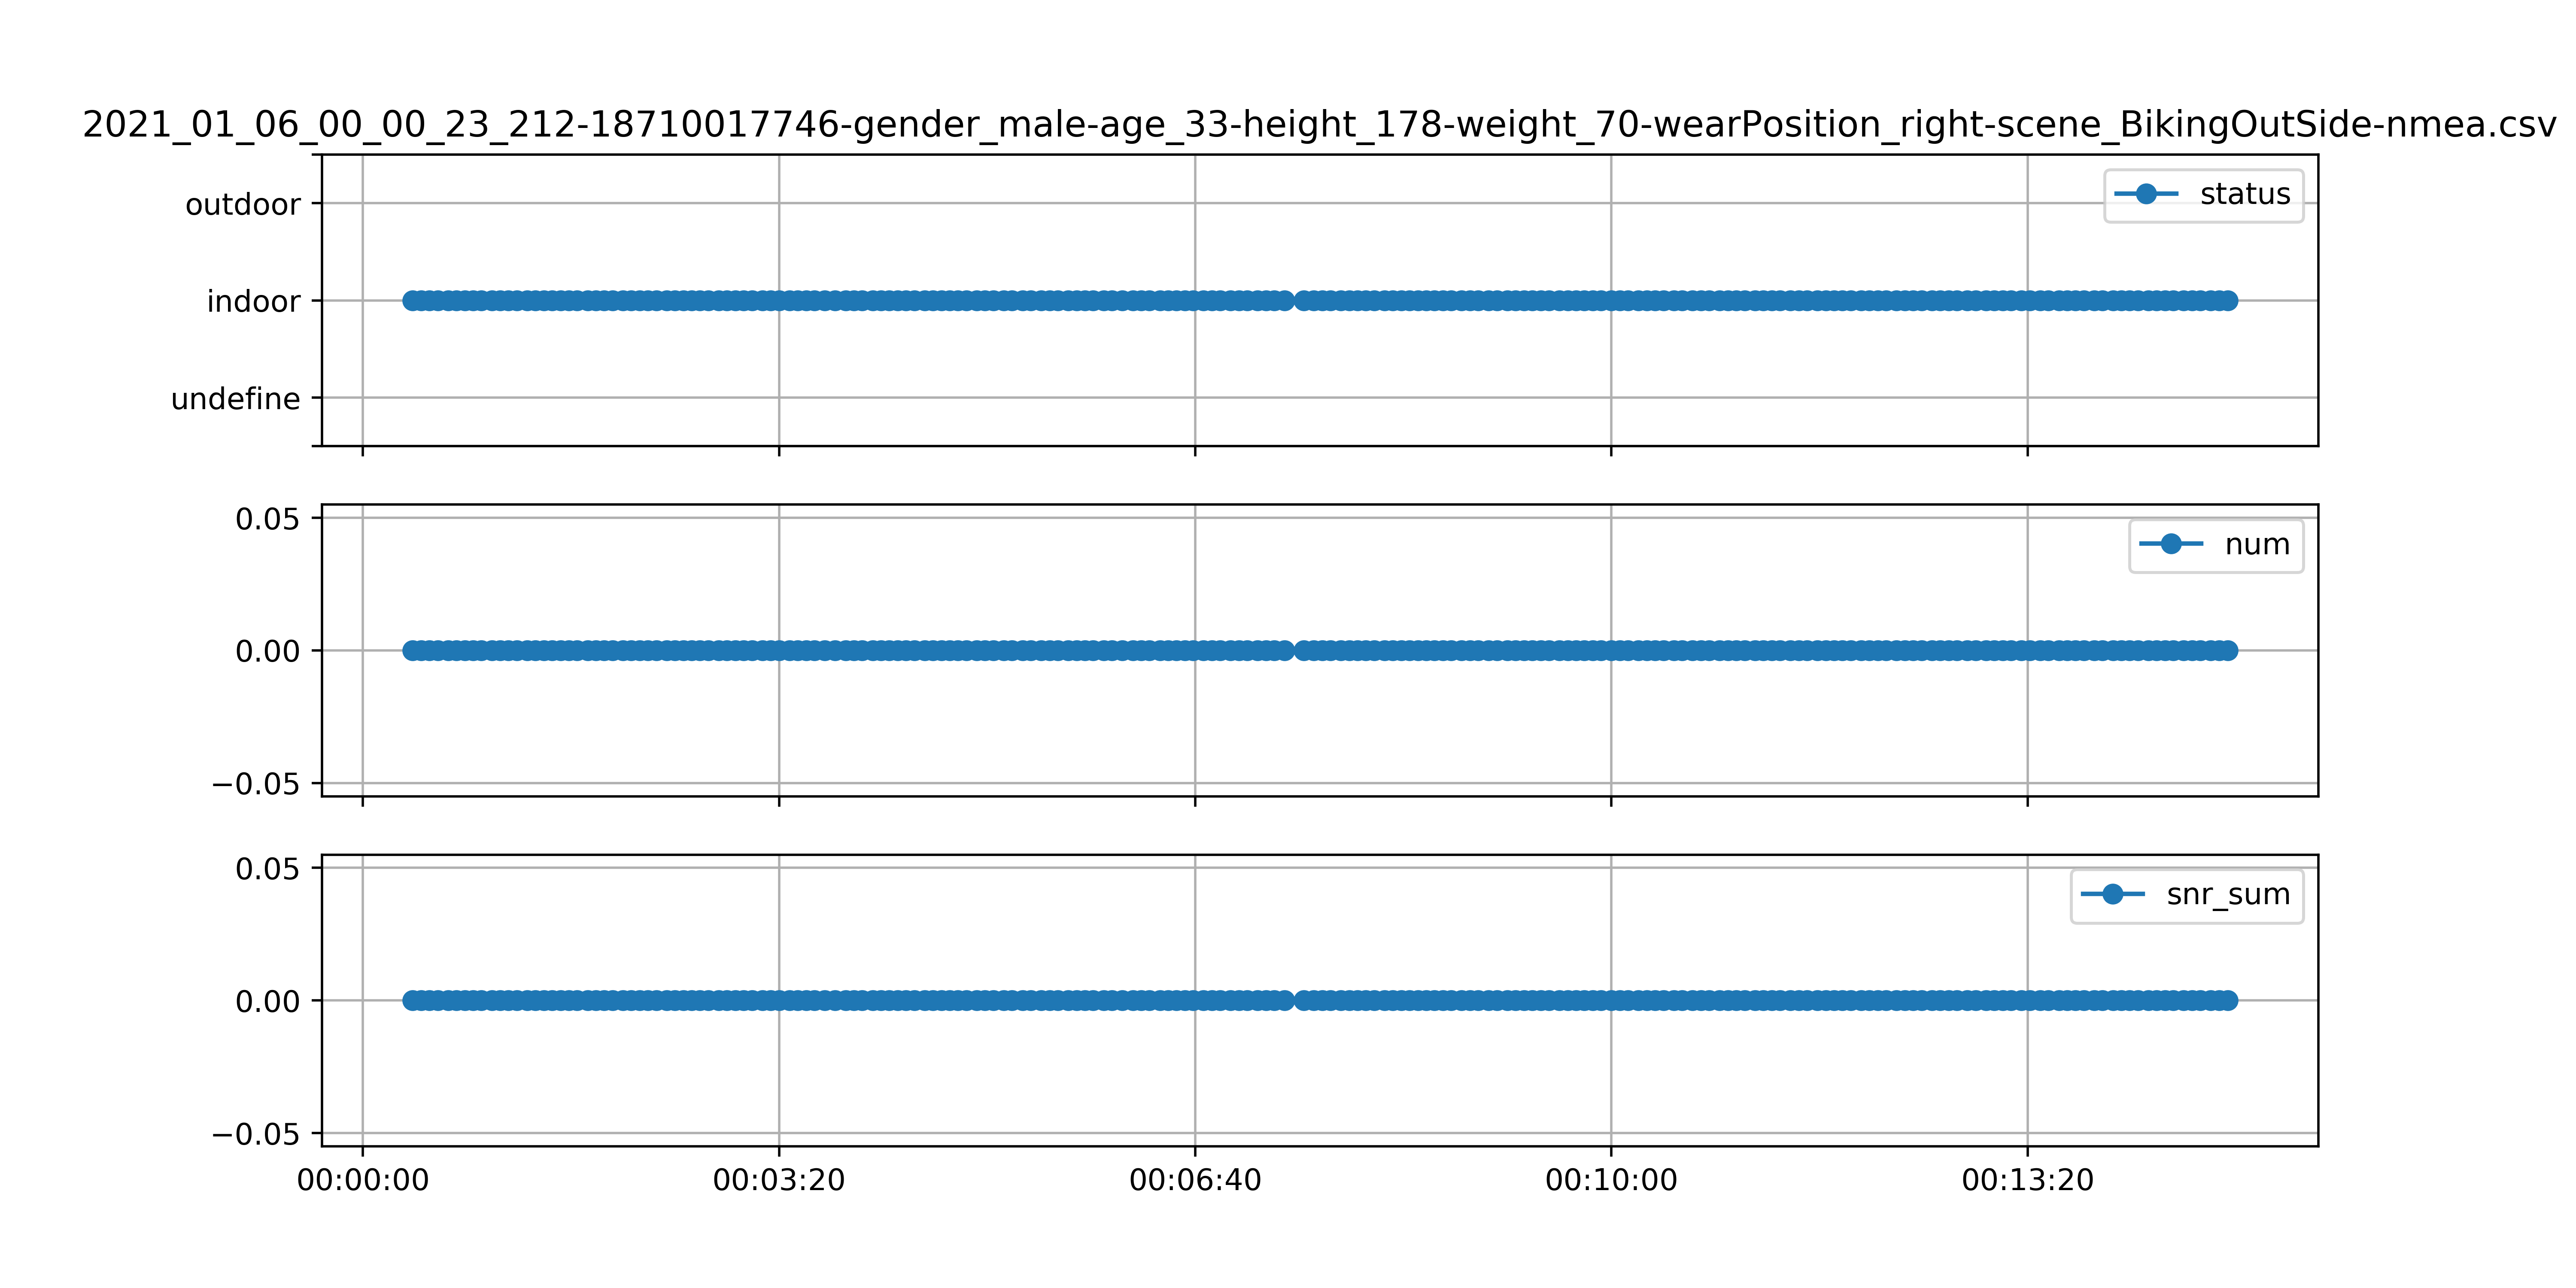 2021_01_06_00_00_23_212-18710017746-gender_male-age_33-height_178-weight_70-wearPosition_right-scene_BikingOutSide-nmea.csv
outdoor
indoor
undefine
status
0.05
0.00
−0.05
num
0.05
0.00
−0.05
snr_sum
00:00:00 00:03:20 00:06:40 00:10:00 00:13:20